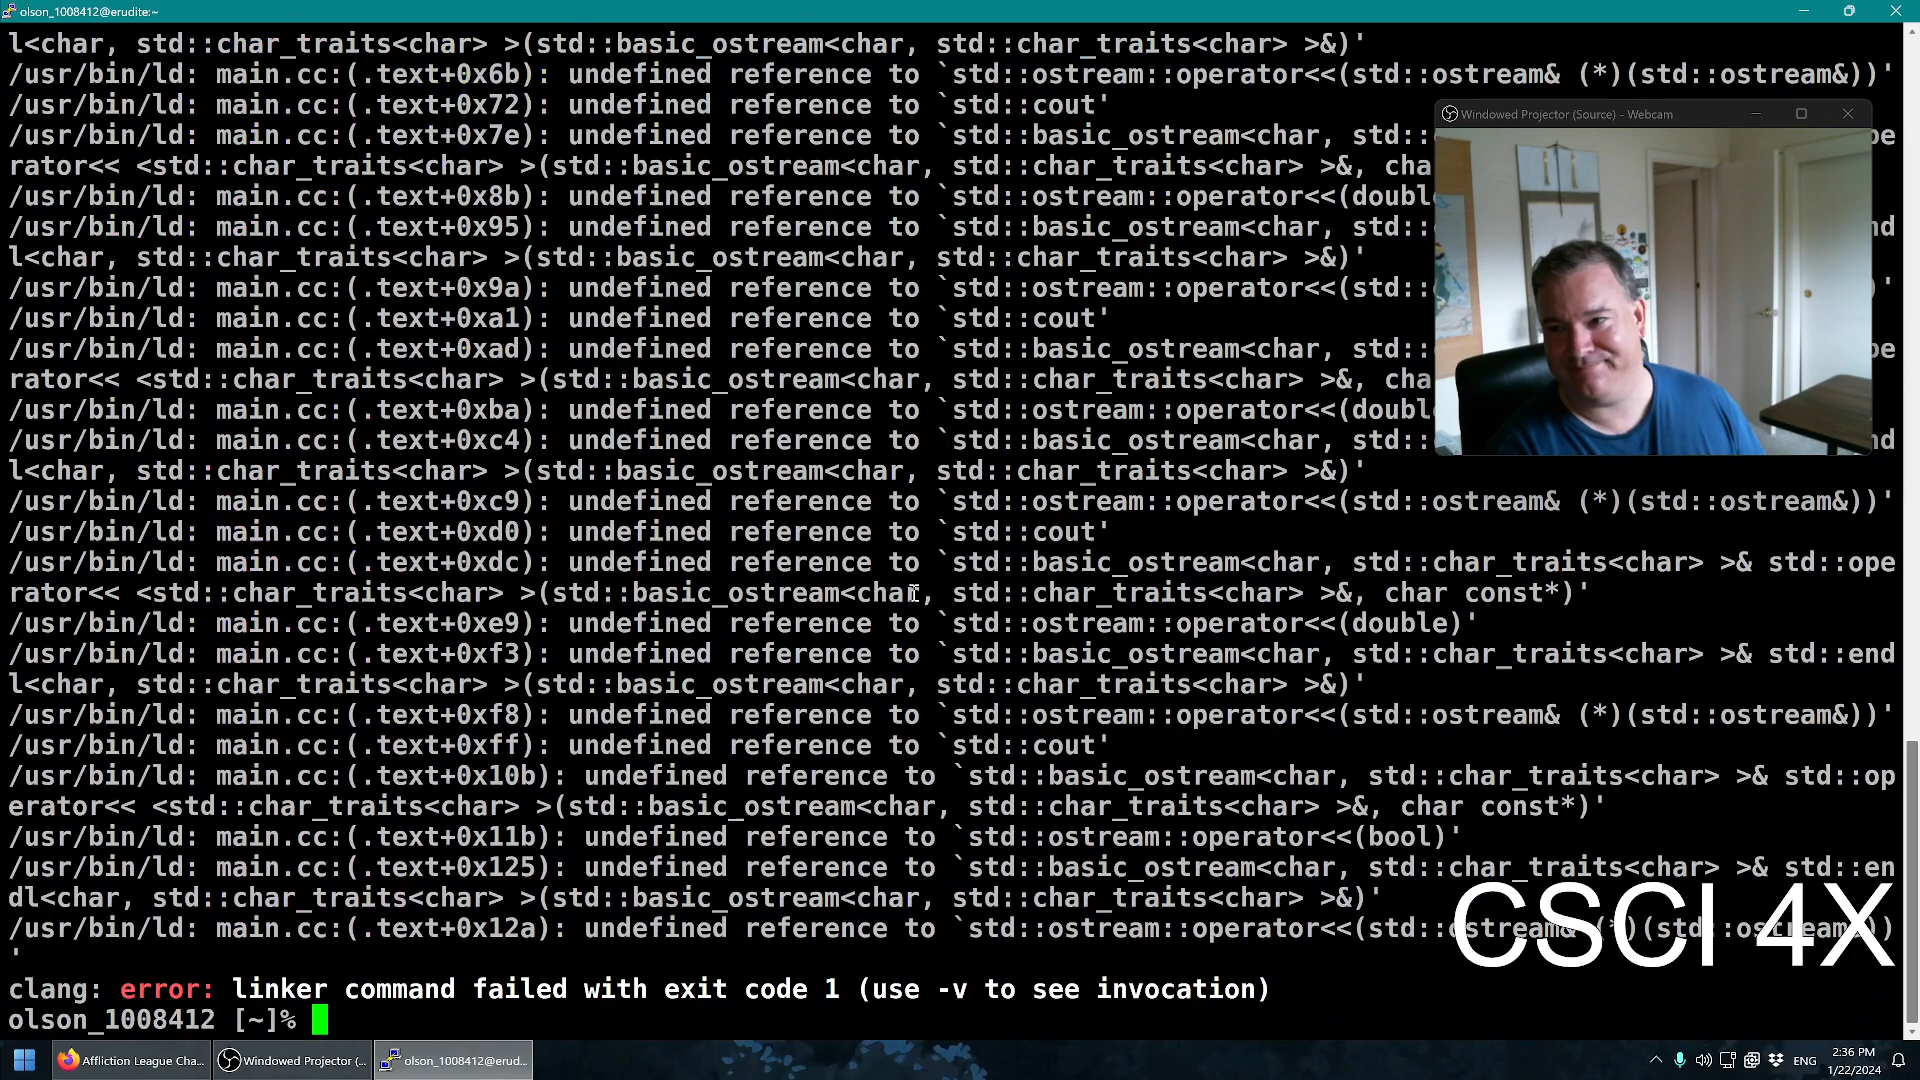 olson_1008412@erudite:~
l<char, std::char_traits<char> >(std::basic_ostream<char, std::char_traits<char> >&)'
/usr/bin/ld: main.cc:(.text+0x6b): undefined reference to `std::ostream::operator<<(std::ostream& (*)(std::ostream&))'
/usr/bin/ld: main.cc:(.text+0x72): undefined reference to `std::cout'
Windowed Projector (Source) - Webcam
/usr/bin/ld: main.cc:(.text+0x7e): undefined reference to `std::basic_ostream<char, std:: pe
rator<< <std::char_traits<char> >(std::basic_ostream<char, std::char_traits<char> >&, cha
/usr/bin/ld: main.cc:(.text+0x8b): undefined reference to `std::ostream::operator<<(doubl
/usr/bin/ld: main.cc:(.text+0x95): undefined reference to `std::basic_ostream<char, std:: nd
l<char, std::char_traits<char> >(std::basic_ostream<char, std::char_traits<char> >&)'
/usr/bin/ld: main.cc:(.text+0x9a): undefined reference to `std::ostream::operator<<(std:: '
/usr/bin/ld: main.cc:(.text+0xa1): undefined reference to `std::cout'
/usr/bin/ld: main.cc:(.text+0xad): undefined reference to `std::basic_ostream<char, std:: pe
rator<< <std::char_traits<char> >(std::basic_ostream<char, std::char_traits<char> >&, cha
/usr/bin/ld: main.cc:(.text+0xba): undefined reference to `std::ostream::operator<<(doubl
/usr/bin/ld: main.cc:(.text+0xc4): undefined reference to `std::basic_ostream<char, std:: nd
l<char, std::char_traits<char> >(std::basic_ostream<char, std::char_traits<char> >&)'
/usr/bin/ld: main.cc:(.text+0xc9): undefined reference to `std::ostream::operator<<(std::ostream& (*)(std::ostream&))'
/usr/bin/ld: main.cc:(.text+0xd0): undefined reference to `std::cout'
/usr/bin/ld: main.cc:(.text+0xdc): undefined reference to `std::basic_ostream<char, std::char_traits<char> >& std::ope
rator<< <std::char_traits<char> >(std::basic_ostream<char, std::char_traits<char> >&, char const*)'
/usr/bin/ld: main.cc:(.text+0xe9): undefined reference to `std::ostream::operator<<(double)'
/usr/bin/ld: main.cc:(.text+0xf3): undefined reference to `std::basic_ostream<char, std::char_traits<char> >& std::end
l<char, std::char_traits<char> >(std::basic_ostream<char, std::char_traits<char> >&)'
/usr/bin/ld: main.cc:(.text+0xf8): undefined reference to `std::ostream::operator<<(std::ostream& (*)(std::ostream&))'
/usr/bin/ld: main.cc:(.text+0xff): undefined reference to `std::cout'
/usr/bin/ld: main.cc:(.text+0x10b): undefined reference to `std::basic_ostream<char, std::char_traits<char> >& std::op
erator<< <std::char_traits<char> >(std::basic_ostream<char, std::char_traits<char> >&, char const*)'
/usr/bin/ld: main.cc:(.text+0x11b): undefined reference to `std::ostream::operator<<(bool)'
/usr/bin/ld: main.cc:(.text+0x125): undefined reference to `std::basic_ostream<char, std::char_traits<char> >& std::en
dl<char, std::char_traits<char> >(std::basic_ostream<char, std::char_traits<char> >&)'
/usr/bin/ld: main.cc:(.text+0x12a): undefined reference to `std::ostream::operator<<(std::ostream& (*)(std::ostream&))
'
CSCI 4X
clang: error: linker command failed with exit code 1 (use -v to see invocation)
olson_1008412 [~]%
Affliction League Cha...
Windowed Projector (...
olson_1008412@erud...
ENG
2:36 PM
1/22/2024